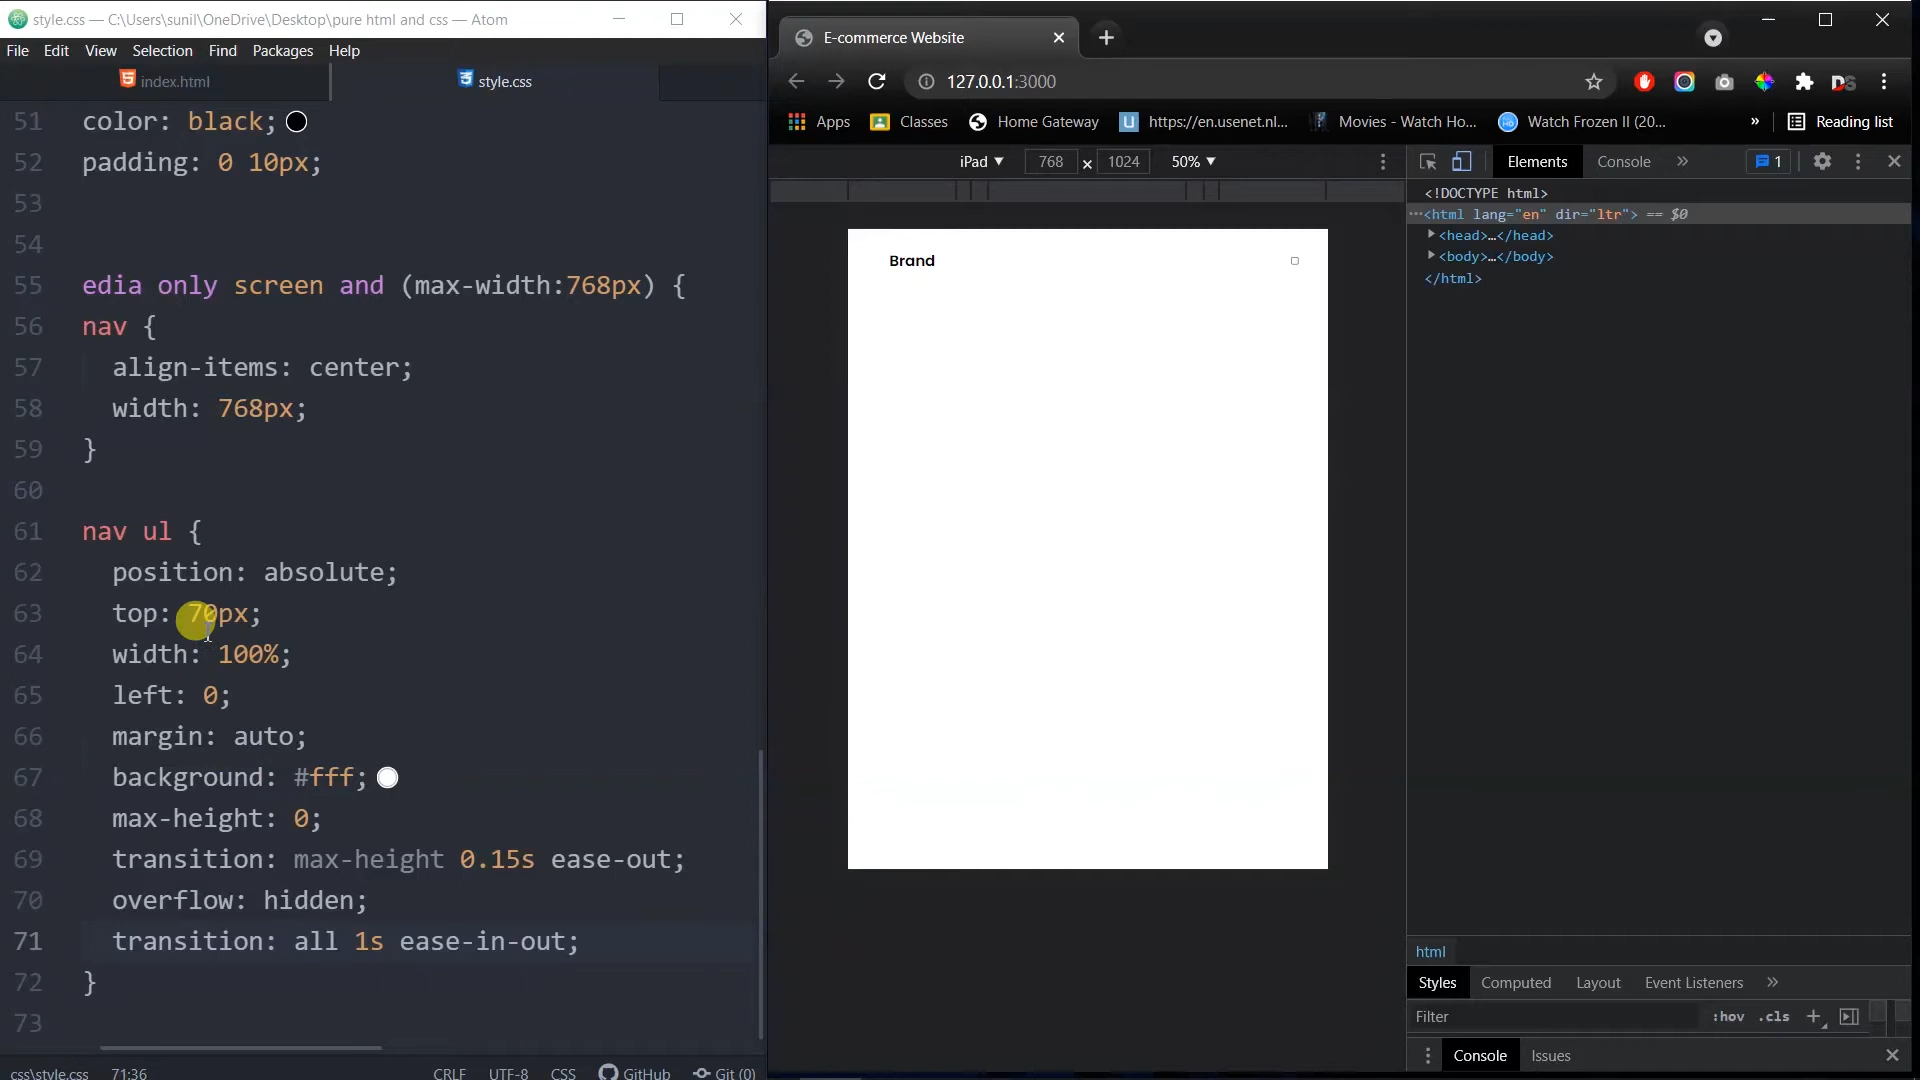 style.css — C:\Users\sunil\OneDrive\Desktop\pure html and css — Atom
File Edit View Selection Find Packages Help
index.html
style.css
51 color: black;
52 padding: 0 10px;
53
54
55 edia only screen and (max-width:768px) {
56 nav {
57 align-items: center;
58 width: 768px;
59 }
60
61 nav ul {
62 position: absolute;
63 top: 70px;
64 width: 100%;
65 left: 0;
66 margin: auto;
67 background: #fff;
68 max-height: 0;
69 transition: max-height 0.15s ease-out;
70 overflow: hidden;
71 transition: all 1s ease-in-out;
72 }
73
css\style.css 71:36 CRLF UTF-8 CSS GitHub Git (0)
E-commerce Website
127.0.0.1:3000
Apps Classes Home Gateway https://en.usenet.nl... Movies - Watch Ho... Watch Frozen II (20... » Reading list
iPad 768 × 1024 50%
Brand
Elements Console » 1
<!DOCTYPE html>
<html lang="en" dir="ltr"> == $0
<head>…</head>
<body>…</body>
</html>
html
Styles Computed Layout Event Listeners »
Filter :hov .cls +
Console Issues